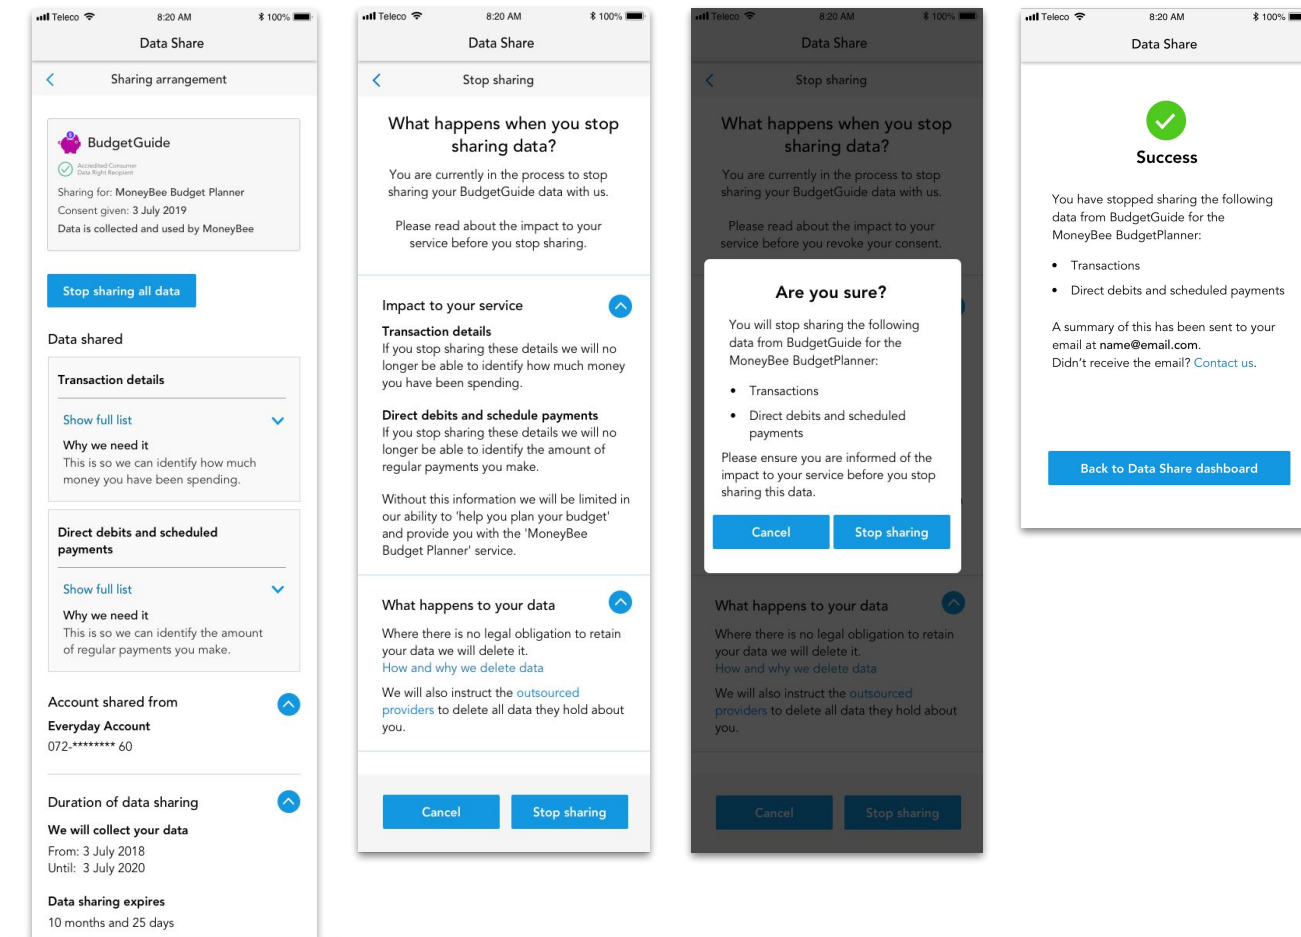 Teleco
8:20 AM
100%
Data Share
Sharing arrangement
BudgetGuide
Accredited Consumer
Data Right Recipient
Sharing for: MoneyBee Budget Planner
Consent given: 3 July 2019
Data is collected and used by MoneyBee
Stop sharing all data
Data shared
Transaction details
Show full list
Why we need it
This is so we can identify how much
money you have been spending.
Direct debits and scheduled
payments
Show full list
Why we need it
This is so we can identify the amount
of regular payments you make.
Account shared from
Everyday Account
072-******** 60
Duration of data sharing
We will collect your data
From: 3 July 2018
Until: 3 July 2020
Data sharing expires
10 months and 25 days
Teleco
8:20 AM
100%
Data Share
Stop sharing
What happens when you stop
sharing data?
You are currently in the process to stop
sharing your BudgetGuide data with us.
Please read about the impact to your
service before you stop sharing.
Impact to your service
Transaction details
If you stop sharing these details we will no
longer be able to identify how much money
you have been spending.
Direct debits and schedule payments
If you stop sharing these details we will no
longer be able to identify the amount of
regular payments you make.
Without this information we will be limited in
our ability to 'help you plan your budget'
and provide you with the 'MoneyBee
Budget Planner' service.
What happens to your data
Where there is no legal obligation to retain
your data we will delete it.
How and why we delete data
We will also instruct the outsourced
providers to delete all data they hold about
you.
Cancel
Stop sharing
Teleco
8:20 AM
100%
Data Share
Stop sharing
What happens when you stop
sharing data?
You are currently in the process to stop
sharing your BudgetGuide data with us.
Please read about the impact to your
service before you revoke your consent.
Are you sure?
You will stop sharing the following
data from BudgetGuide for the
MoneyBee BudgetPlanner:
• Transactions
• Direct debits and scheduled
payments
Please ensure you are informed of the
impact to your service before you stop
sharing this data.
Cancel
Stop sharing
What happens to your data
Where there is no legal obligation to retain
your data we will delete it.
How and why we delete data
We will also instruct the outsourced
providers to delete all data they hold about
you.
Cancel
Stop sharing
Teleco
8:20 AM
100%
Data Share
Success
You have stopped sharing the following
data from BudgetGuide for the
MoneyBee BudgetPlanner:
• Transactions
• Direct debits and scheduled payments
A summary of this has been sent to your
email at name@email.com.
Didn't receive the email? Contact us.
Back to Data Share dashboard